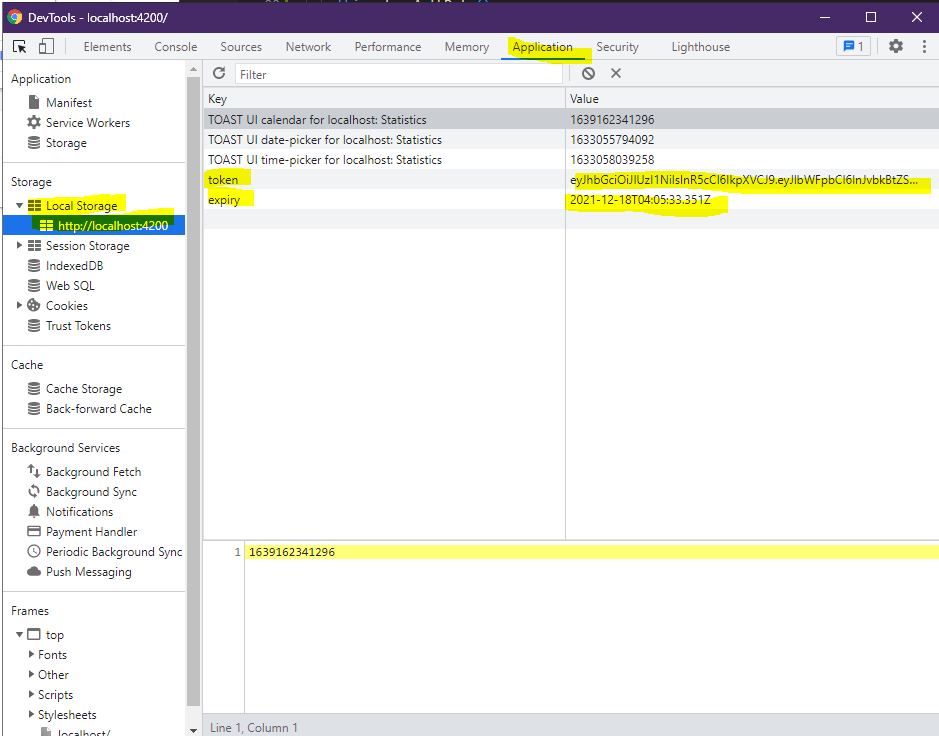 DevTools - localhost:4200/
Elements Console Sources Network Performance Memory Application Security Lighthouse 1
Application
Manifest
Service Workers
Storage
Storage
Local Storage
http://localhost:4200
Session Storage
IndexedDB
Web SQL
Cookies
Trust Tokens
Cache
Cache Storage
Back-forward Cache
Background Services
Background Fetch
Background Sync
Notifications
Payment Handler
Periodic Background Sync
Push Messaging
Frames
top
Fonts
Other
Scripts
Stylesheets
localhost/
Filter
Key Value
TOAST UI calendar for localhost: Statistics 1639162341296
TOAST UI date-picker for localhost: Statistics 1633055794092
TOAST UI time-picker for localhost: Statistics 1633058039258
token
expiry 2021-12-18T04:05:33.351Z
1 1639162341296
Line 1, Column 1